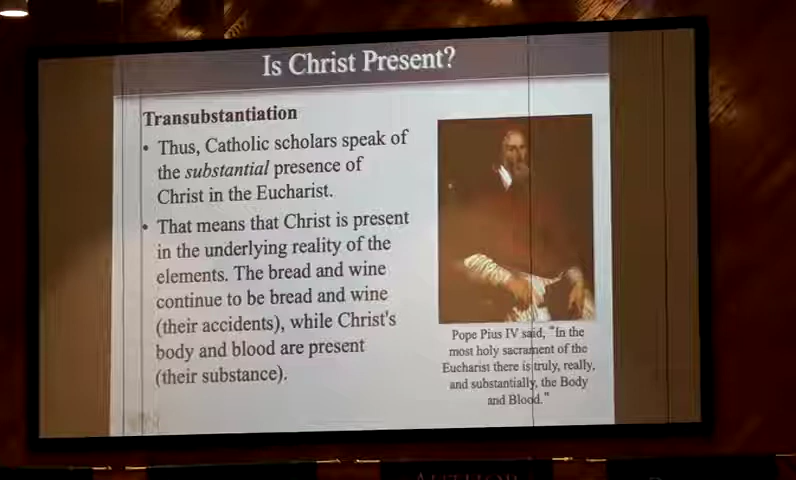 Is Christ Present?
Transubstantiation
• Thus, Catholic scholars speak of
the substantial presence of
Christ in the Eucharist.
• That means that Christ is present
in the underlying reality of the
elements. The bread and wine
continue to be bread and wine
(their accidents), while Christ's
body and blood are present
(their substance).
Pope Pius IV said, "In the
most holy sacrament of the
Eucharist there is truly, really,
and substantially, the Body
and Blood."
AUTHOR